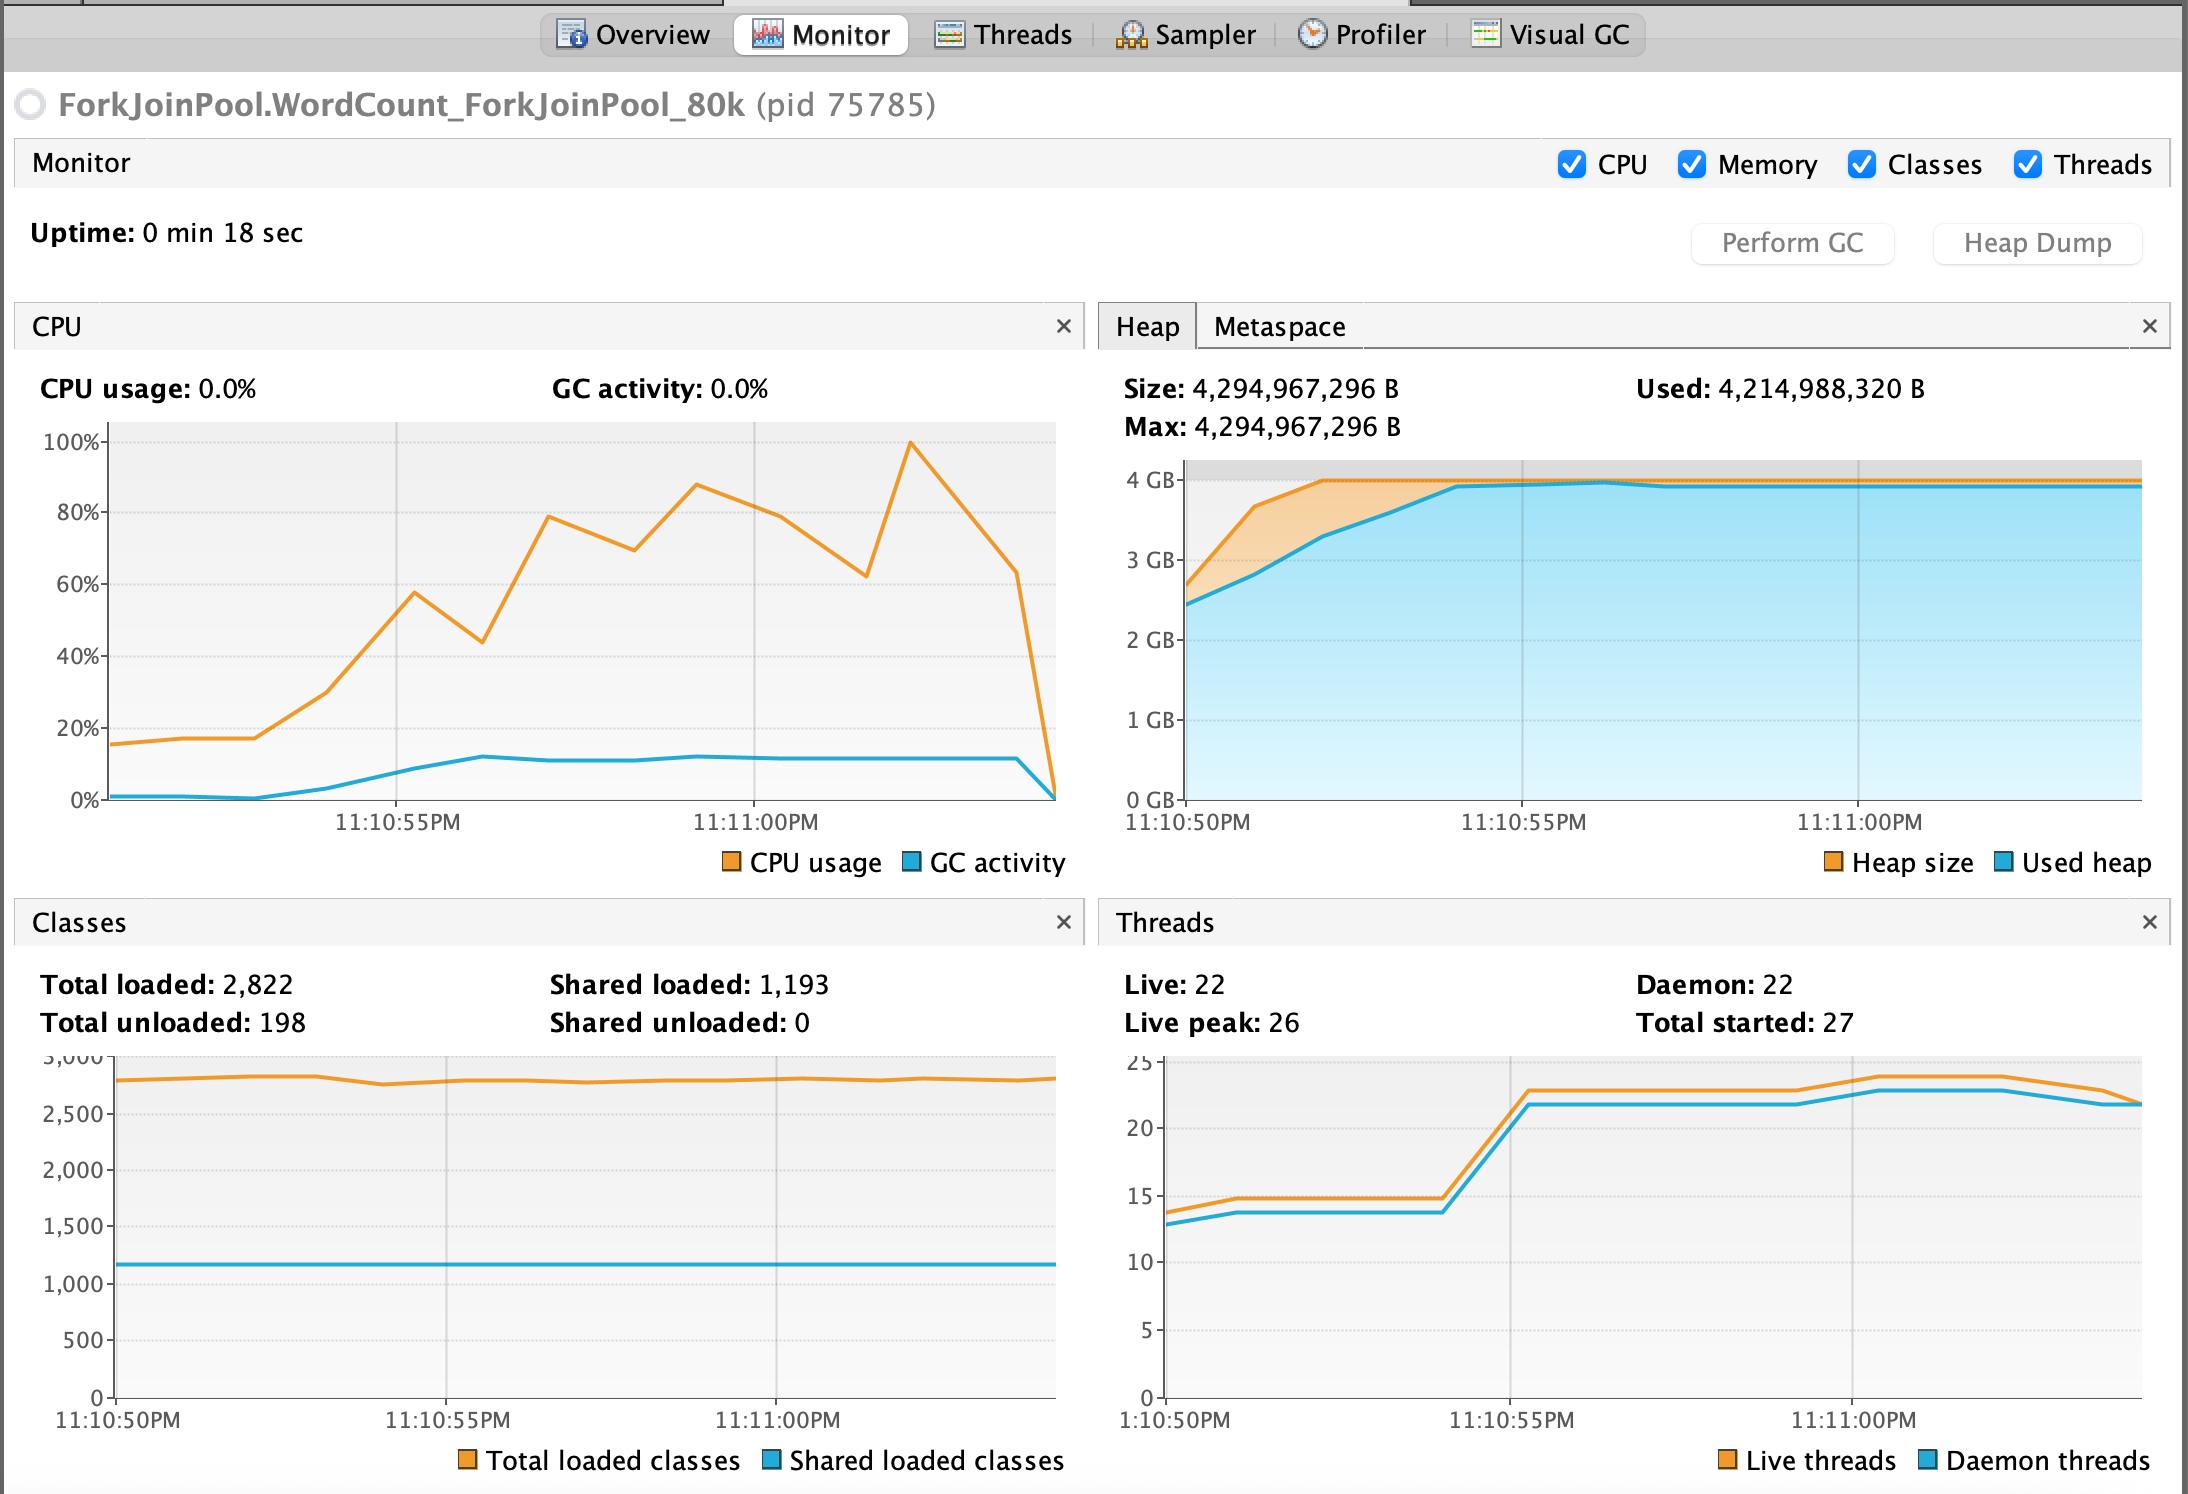 Overview Monitor Threads Sampler Profiler Visual GC
ForkJoinPool.WordCount_ForkJoinPool_80k (pid 75785)
Monitor CPU Memory Classes Threads
Uptime: 0 min 18 sec
Perform GC Heap Dump
CPU
CPU usage: 0.0% GC activity: 0.0%
100%
80%
60%
40%
20%
0%
11:10:55PM 11:11:00PM
CPU usage GC activity
Heap Metaspace
Size: 4,294,967,296 B Used: 4,214,988,320 B
Max: 4,294,967,296 B
4 GB
3 GB
2 GB
1 GB
0 GB
11:10:50PM 11:10:55PM 11:11:00PM
Heap size Used heap
Classes
Total loaded: 2,822 Shared loaded: 1,193
Total unloaded: 198 Shared unloaded: 0
3,000
2,500
2,000
1,500
1,000
500
0
11:10:50PM 11:10:55PM 11:11:00PM
Total loaded classes Shared loaded classes
Threads
Live: 22 Daemon: 22
Live peak: 26 Total started: 27
25
20
15
10
5
0
1:10:50PM 11:10:55PM 11:11:00PM
Live threads Daemon threads